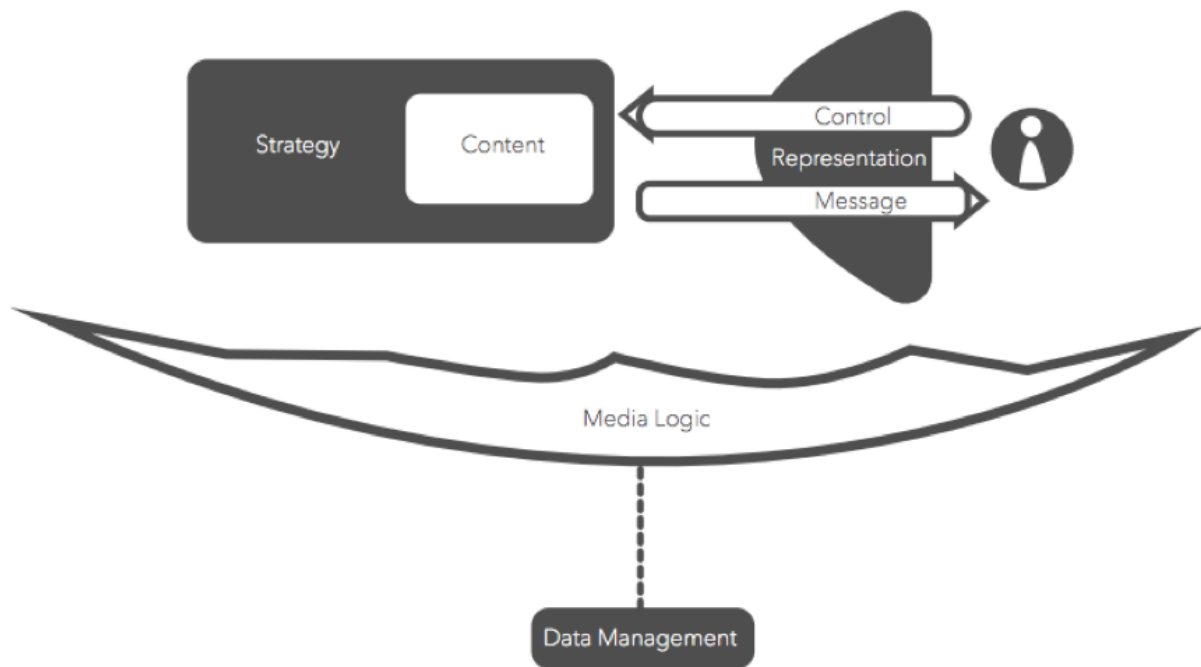 Control
Strategy
Content
Representation
Message
Media Logic
Data Management